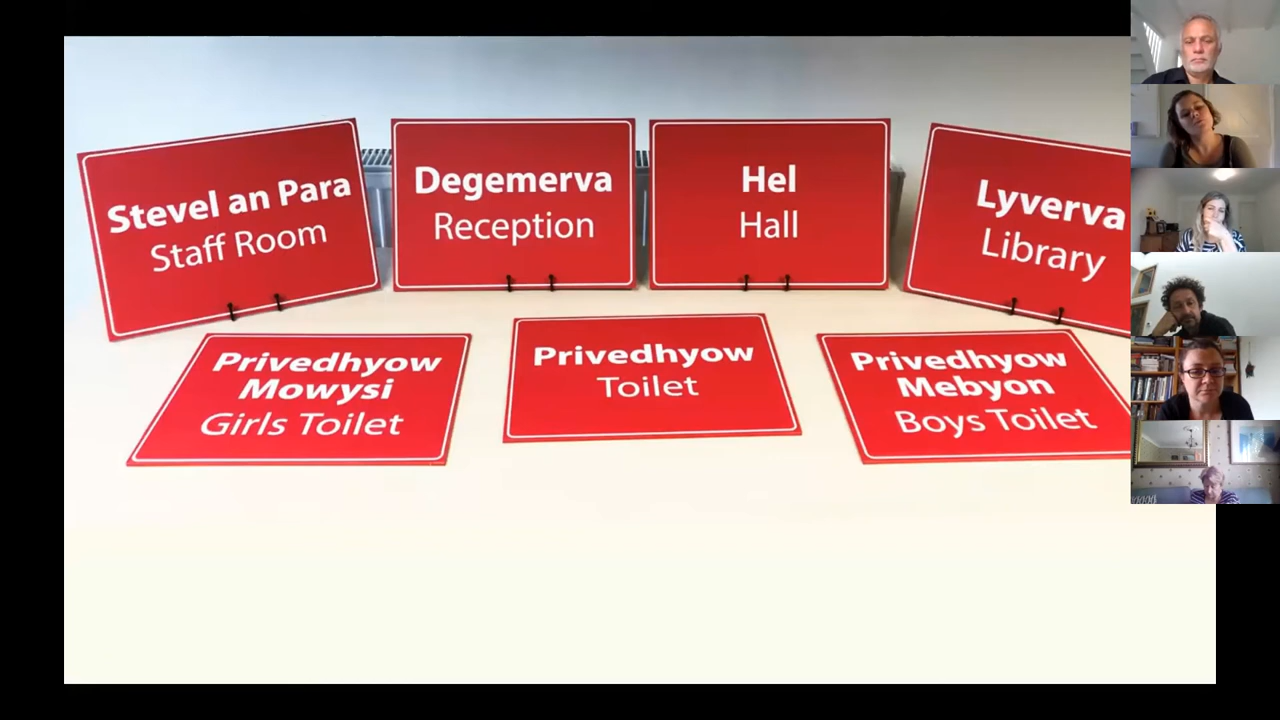 Stevel an Para
Staff Room
Degemerva
Reception
Hel
Hall
Lyverva
Library
Privedhyow
Mowysi
Girls Toilet
Privedhyow
Toilet
Privedhyow
Mebyon
Boys Toilet